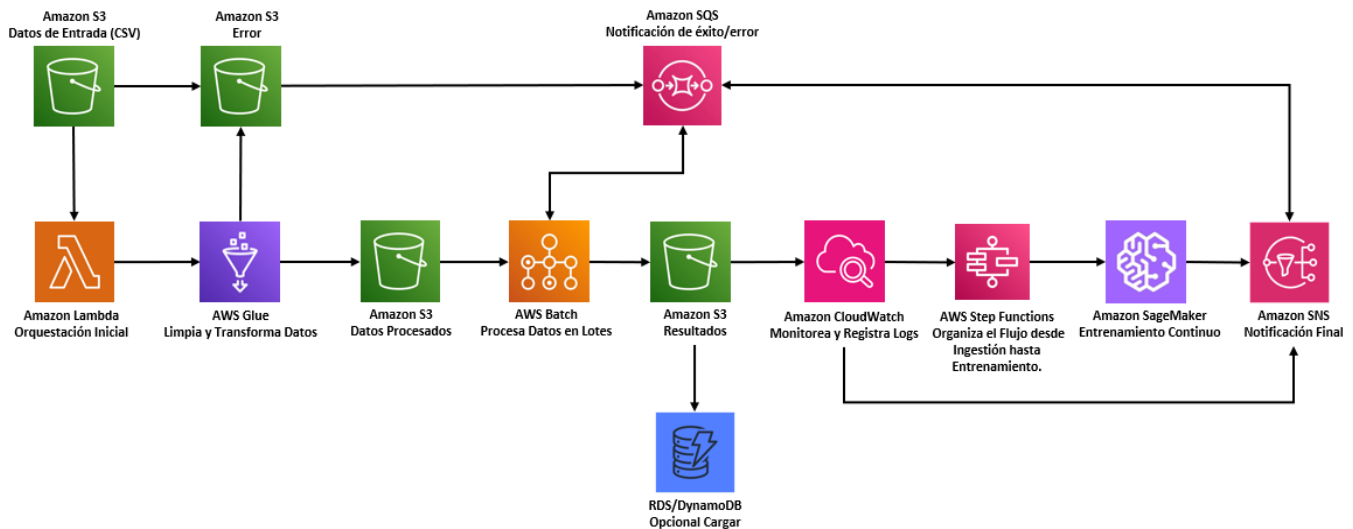 Amazon S3
Datos de Entrada (CSV)
Amazon S3
Error
Amazon SQS
Notificación de éxito/error
Amazon Lambda
Orquestación Inicial
AWS Glue
Limpia y Transforma Datos
Amazon S3
Datos Procesados
AWS Batch
Procesa Datos en Lotes
Amazon S3
Resultados
Amazon CloudWatch
Monitorea y Registra Logs
AWS Step Functions
Organiza el Flujo desde
Ingestión hasta
Entrenamiento.
Amazon SageMaker
Entrenamiento Continuo
Amazon SNS
Notificación Final
RDS/DynamoDB
Opcional Cargar